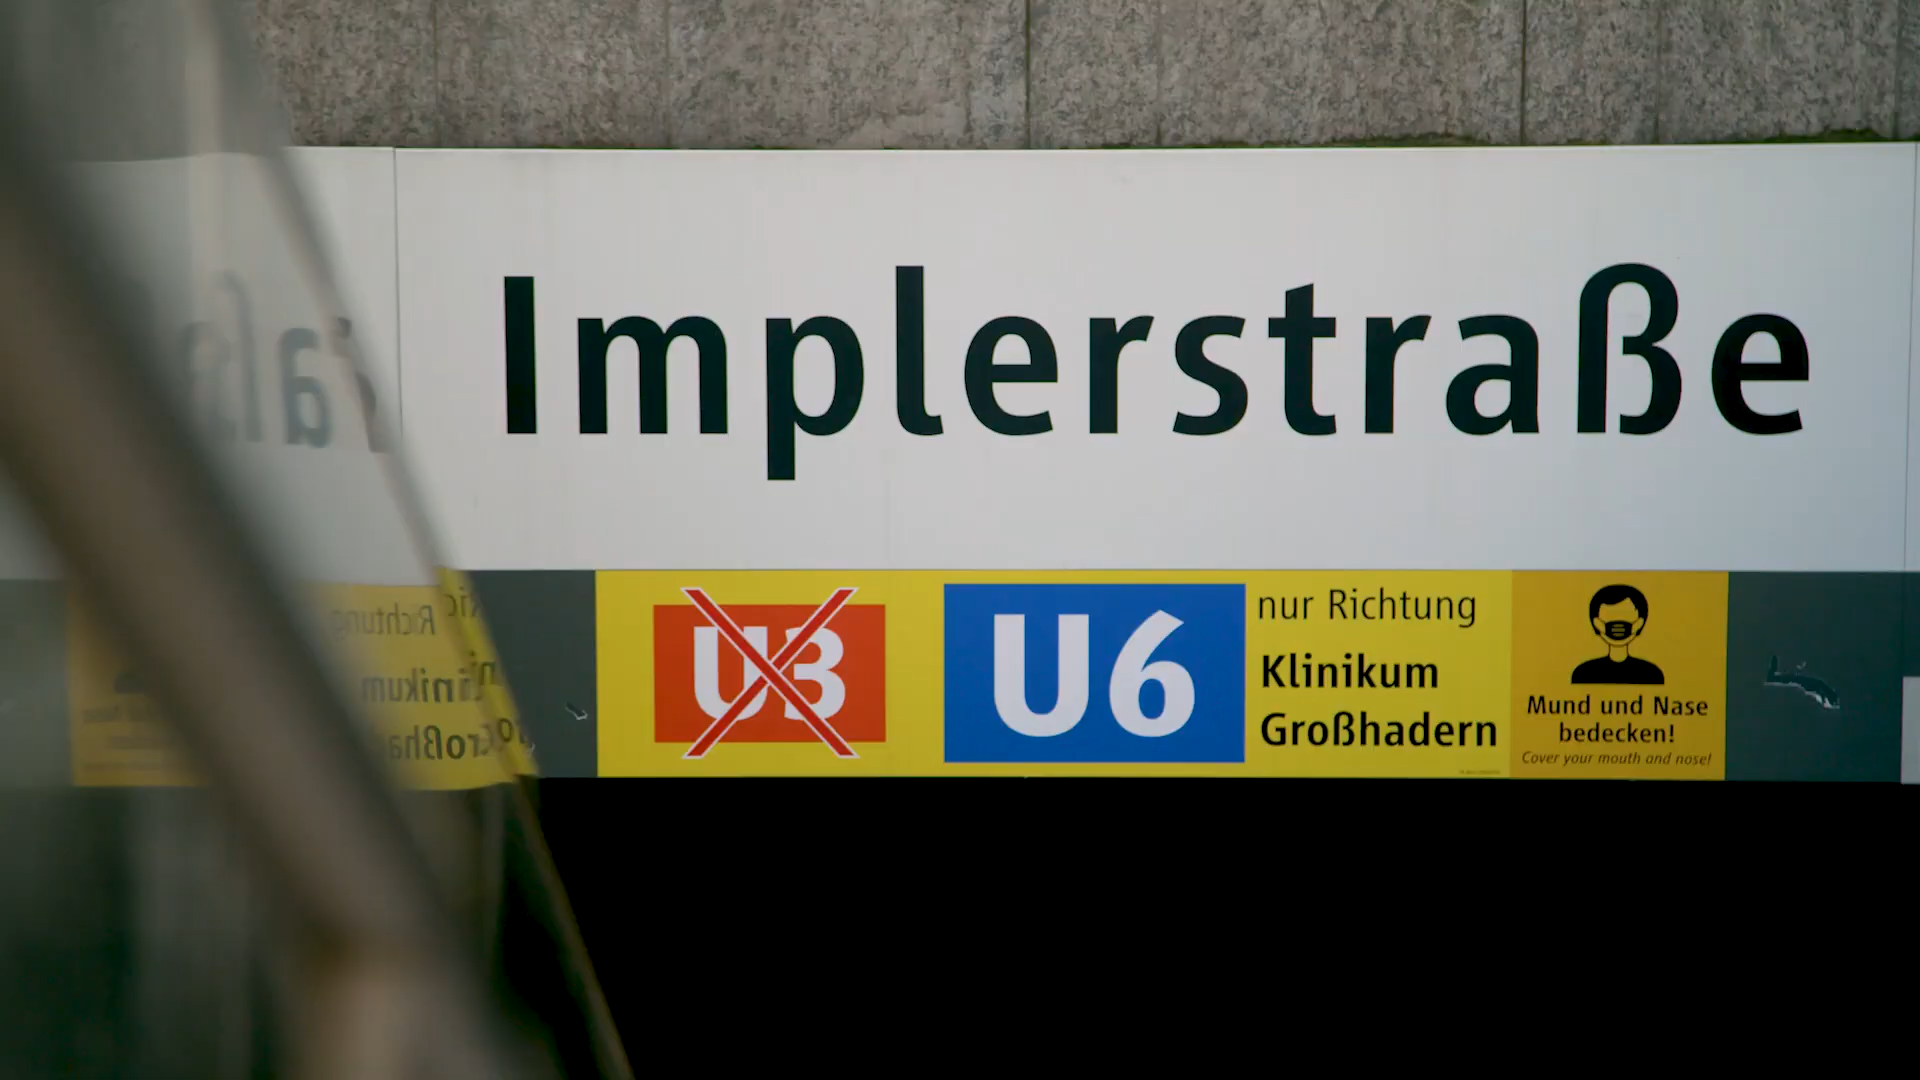 Implerstraße
U3
U6
nur Richtung
Klinikum
Großhadern
Mund und Nase
bedecken!
Cover your mouth and nose!